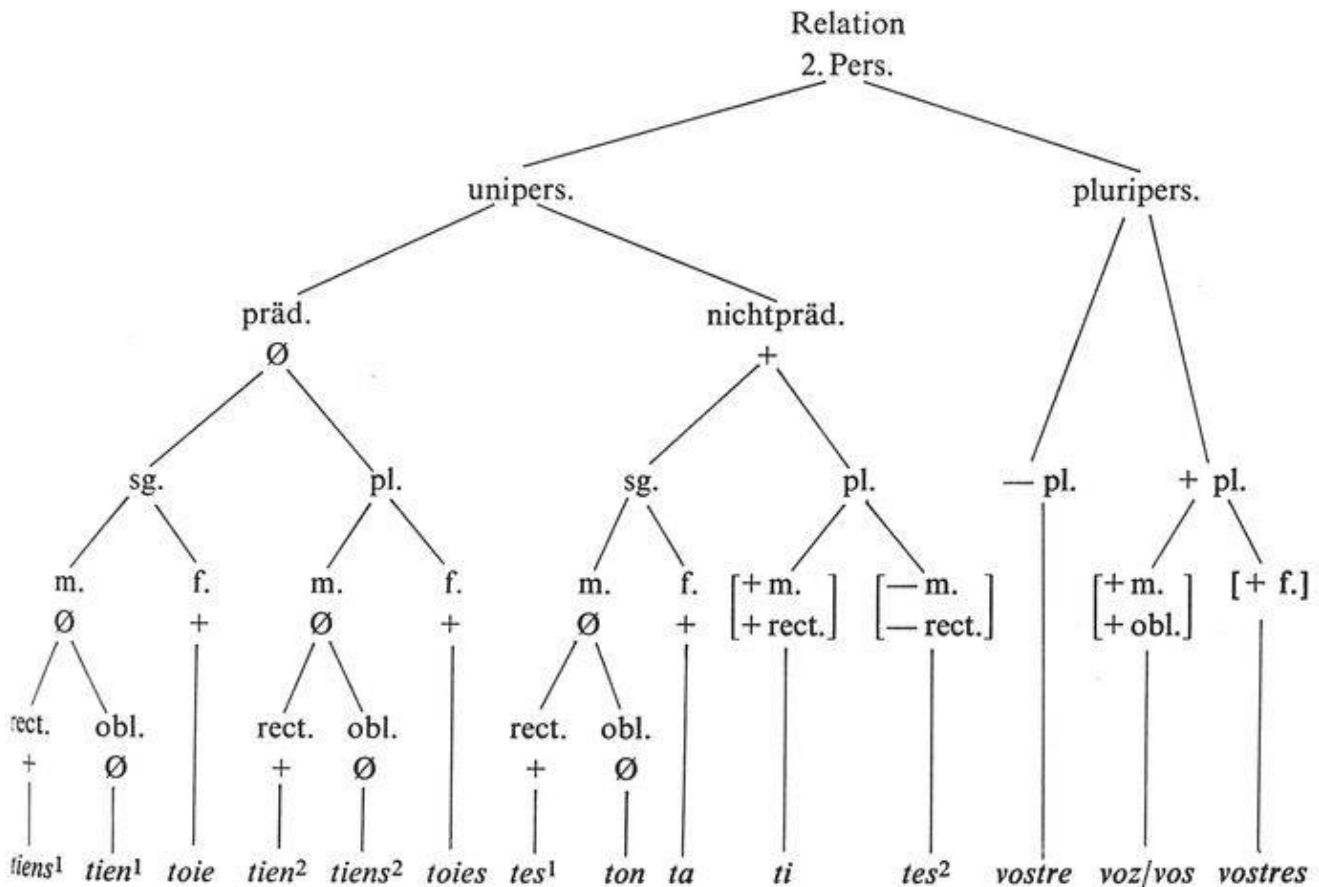 Relation
2. Pers.
unipers. pluripers.
präd. nichtpräd.
Ø +
sg. pl. sg. pl. — pl. + pl.
m. f. m. f. m. f. [+ m. [— m. [+ m. [+ f.]
Ø + Ø + Ø + + rect.] — rect.] + obl.]
rect. obl. rect. obl. rect. obl.
+ Ø + Ø + Ø
tiens¹ tien¹ toie tien² tiens² toies tes¹ ton ta ti tes² vostre voz/vos vostres